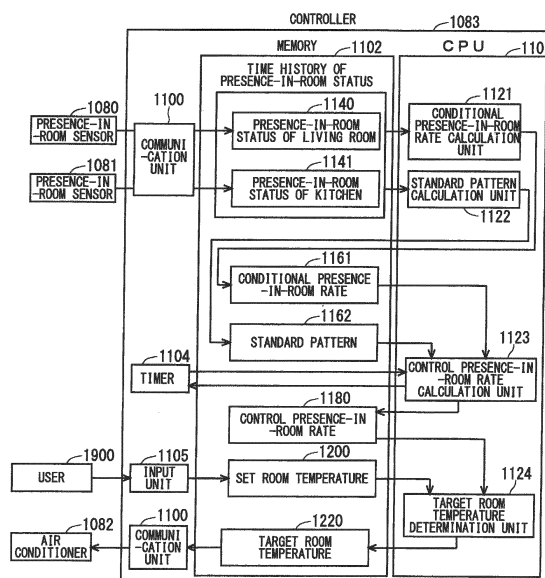 CONTROLLER
1083
MEMORY
1102
CPU
110
TIME HISTORY OF
PRESENCE-IN-ROOM STATUS
1080
PRESENCE-IN
-ROOM SENSOR
1081
PRESENCE-IN
-ROOM SENSOR
1100
COMMUNI
-CATION
UNIT
1140
PRESENCE-IN-ROOM
STATUS OF LIVING ROOM
1141
PRESENCE-IN-ROOM
STATUS OF KITCHEN
1121
CONDITIONAL
PRESENCE-IN-ROOM
RATE CALCULATION
UNIT
STANDARD PATTERN
CALCULATION UNIT
1122
1161
CONDITIONAL PRESENCE
-IN-ROOM RATE
1162
STANDARD PATTERN
1104
TIMER
1123
CONTROL PRESENCE-IN
-ROOM RATE
CALCULATION UNIT
1180
CONTROL PRESENCE-IN
-ROOM RATE
1900
USER
1105
INPUT
UNIT
1200
SET ROOM TEMPERATURE
1124
TARGET ROOM
TEMPERATURE
DETERMINATION UNIT
1082
AIR
CONDITIONER
1100
COMMUNI
-CATION
UNIT
1220
TARGET ROOM
TEMPERATURE